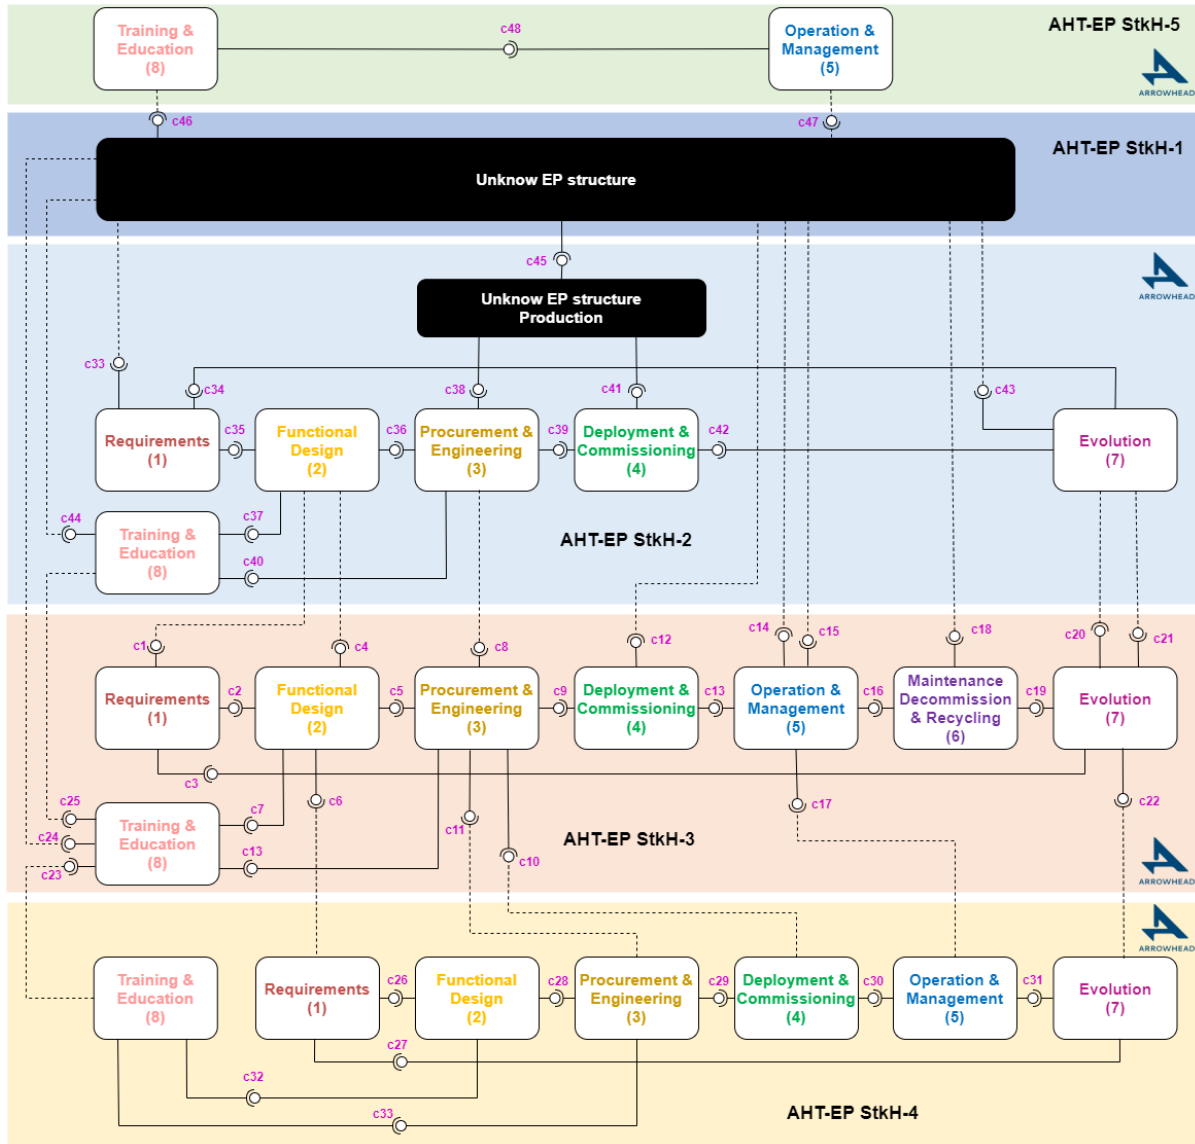 Training &
Education
(8)
c48
Operation &
Management
(5)
AHT-EP StkH-5
ARROWHEAD
c46
c47
AHT-EP StkH-1
Unknow EP structure
c45
ARROWHEAD
Unknow EP structure
Production
c33
c34
c38
c41
c43
Requirements
(1)
c35
Functional
Design
(2)
c36
Procurement &
Engineering
(3)
c39
Deployment &
Commissioning
(4)
c42
Evolution
(7)
c44
Training &
Education
(8)
c37
c40
AHT-EP StkH-2
c1
c4
c8
c12
c14
c15
c18
c20
c21
Requirements
(1)
c2
Functional
Design
(2)
c5
Procurement &
Engineering
(3)
c9
Deployment &
Commissioning
(4)
c13
Operation &
Management
(5)
c16
Maintenance
Decommission
& Recycling
(6)
c19
Evolution
(7)
c3
c25
c24
c23
Training &
Education
(8)
c7
c13
c6
c11
c10
c17
c22
AHT-EP StkH-3
ARROWHEAD
ARROWHEAD
Training &
Education
(8)
Requirements
(1)
c26
Functional
Design
(2)
c28
Procurement &
Engineering
(3)
c29
Deployment &
Commissioning
(4)
c30
Operation &
Management
(5)
c31
Evolution
(7)
c27
c32
c33
AHT-EP StkH-4